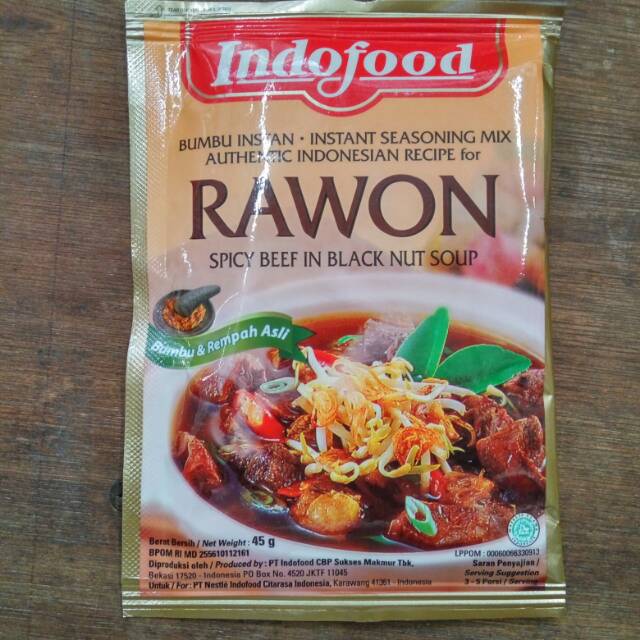 Indofood
BUMBU INSTAN • INSTANT SEASONING MIX
AUTHENTIC INDONESIAN RECIPE for
RAWON
SPICY BEEF IN BLACK NUT SOUP
Bumbu & Rempah Asli
Berat Bersih / Net Weight : 45 g
BPOM RI MD 255610112161
Diproduksi oleh / Produced by : PT Indofood CBP Sukses Makmur Tbk,
Bekasi 17520 - Indonesia PO Box No. 4520 JKTF 11045
Untuk / For : PT Nestlé Indofood Citarasa Indonesia, Karawang 41361 - Indonesia
LPPOM : 00060066330913
Saran Penyajian /
Serving Suggestion
3 - 5 Porsi / Serving